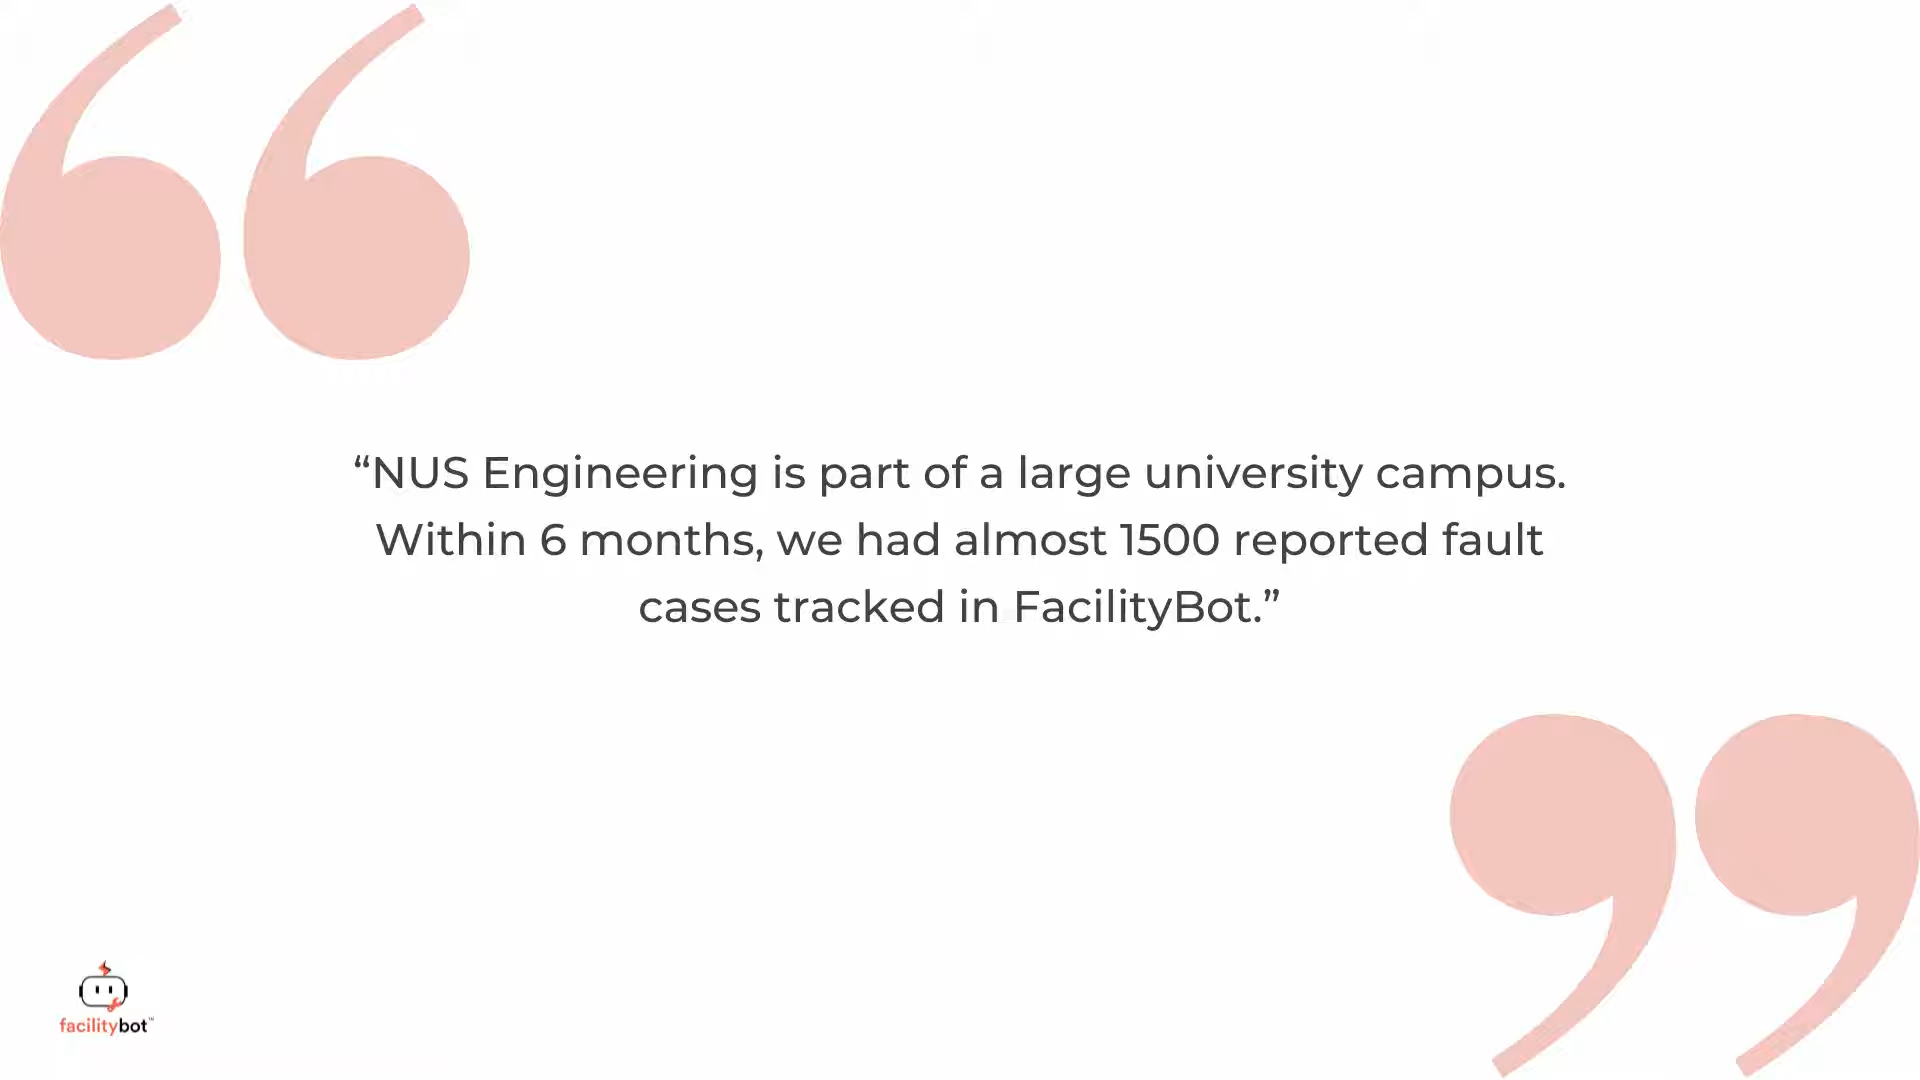 “NUS Engineering is part of a large university campus.
Within 6 months, we had almost 1500 reported fault
cases tracked in FacilityBot.”
facilitybot™